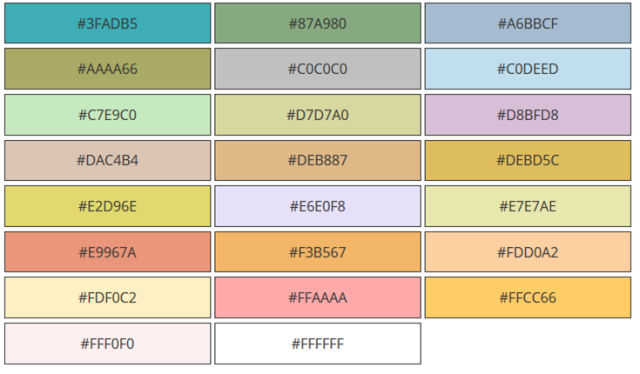 #3FADB5 #87A980 #A6BBCF
#AAAA66 #C0C0C0 #C0DEED
#C7E9C0 #D7D7A0 #D8BFD8
#DAC4B4 #DEB887 #DEBD5C
#E2D96E #E6E0F8 #E7E7AE
#E9967A #F3B567 #FDD0A2
#FDF0C2 #FFAAAA #FFCC66
#FFF0F0 #FFFFFF